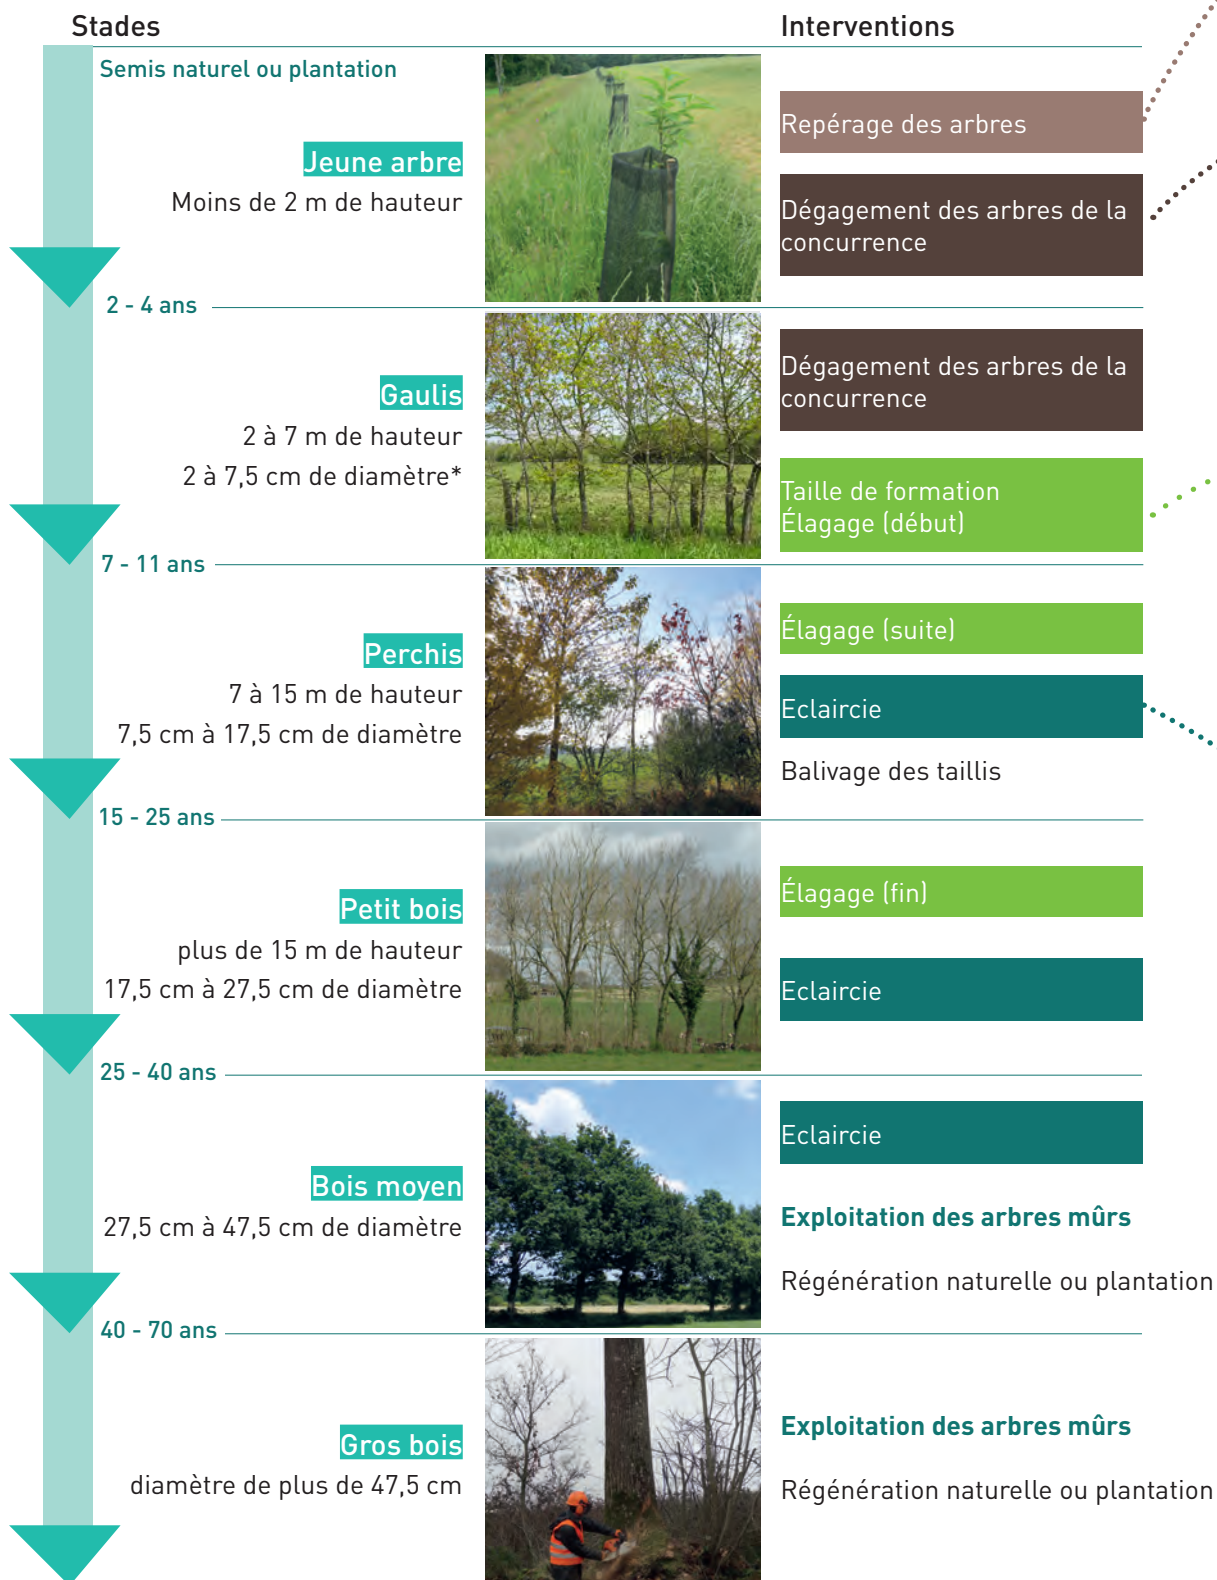 Stades
Interventions
Semis naturel ou plantation
Jeune arbre
Moins de 2 m de hauteur
Repérage des arbres
Dégagement des arbres de la
concurrence
2 - 4 ans
Gaulis
2 à 7 m de hauteur
2 à 7,5 cm de diamètre*
Dégagement des arbres de la
concurrence
Taille de formation
Élagage (début)
7 - 11 ans
Perchis
7 à 15 m de hauteur
7,5 cm à 17,5 cm de diamètre
Élagage (suite)
Eclaircie
Balivage des taillis
15 - 25 ans
Petit bois
plus de 15 m de hauteur
17,5 cm à 27,5 cm de diamètre
Élagage (fin)
Eclaircie
25 - 40 ans
Bois moyen
27,5 cm à 47,5 cm de diamètre
Eclaircie
Exploitation des arbres mûrs
Régénération naturelle ou plantation
40 - 70 ans
Gros bois
diamètre de plus de 47,5 cm
Exploitation des arbres mûrs
Régénération naturelle ou plantation